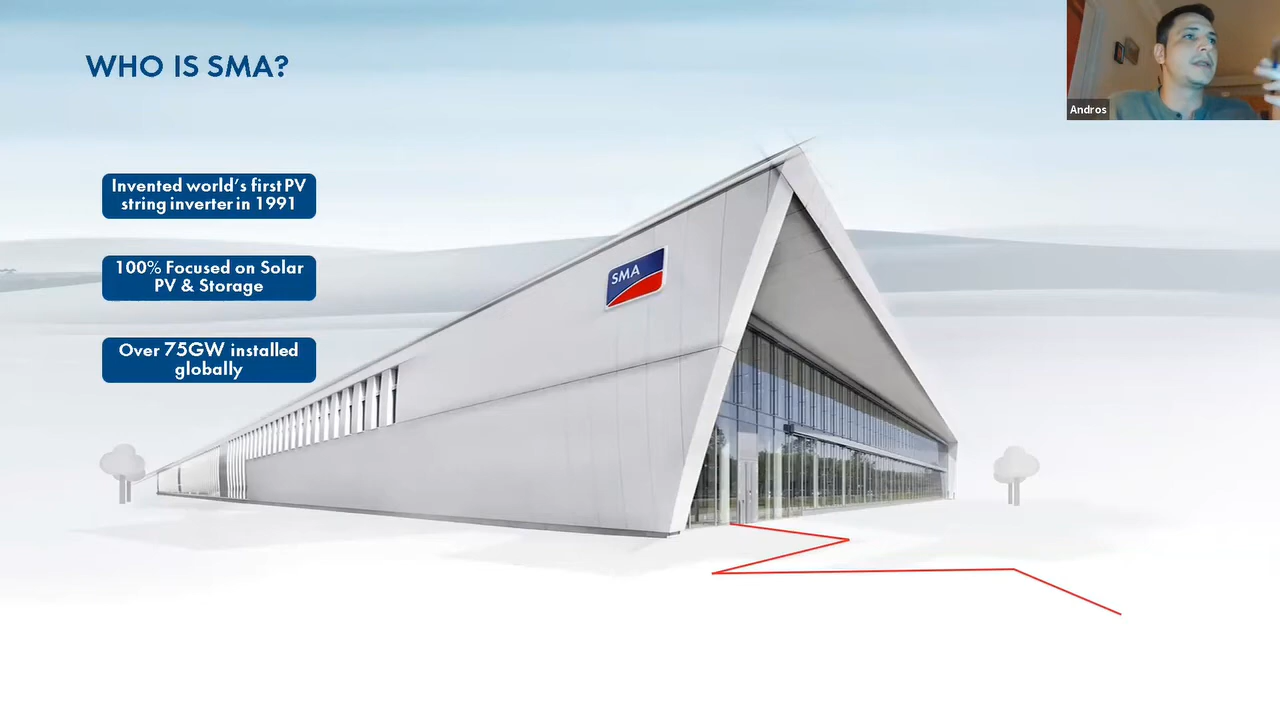 WHO IS SMA?
Andros
Invented world's first PV
string inverter in 1991
100% Focused on Solar
PV & Storage
Over 75GW installed
globally
SMA